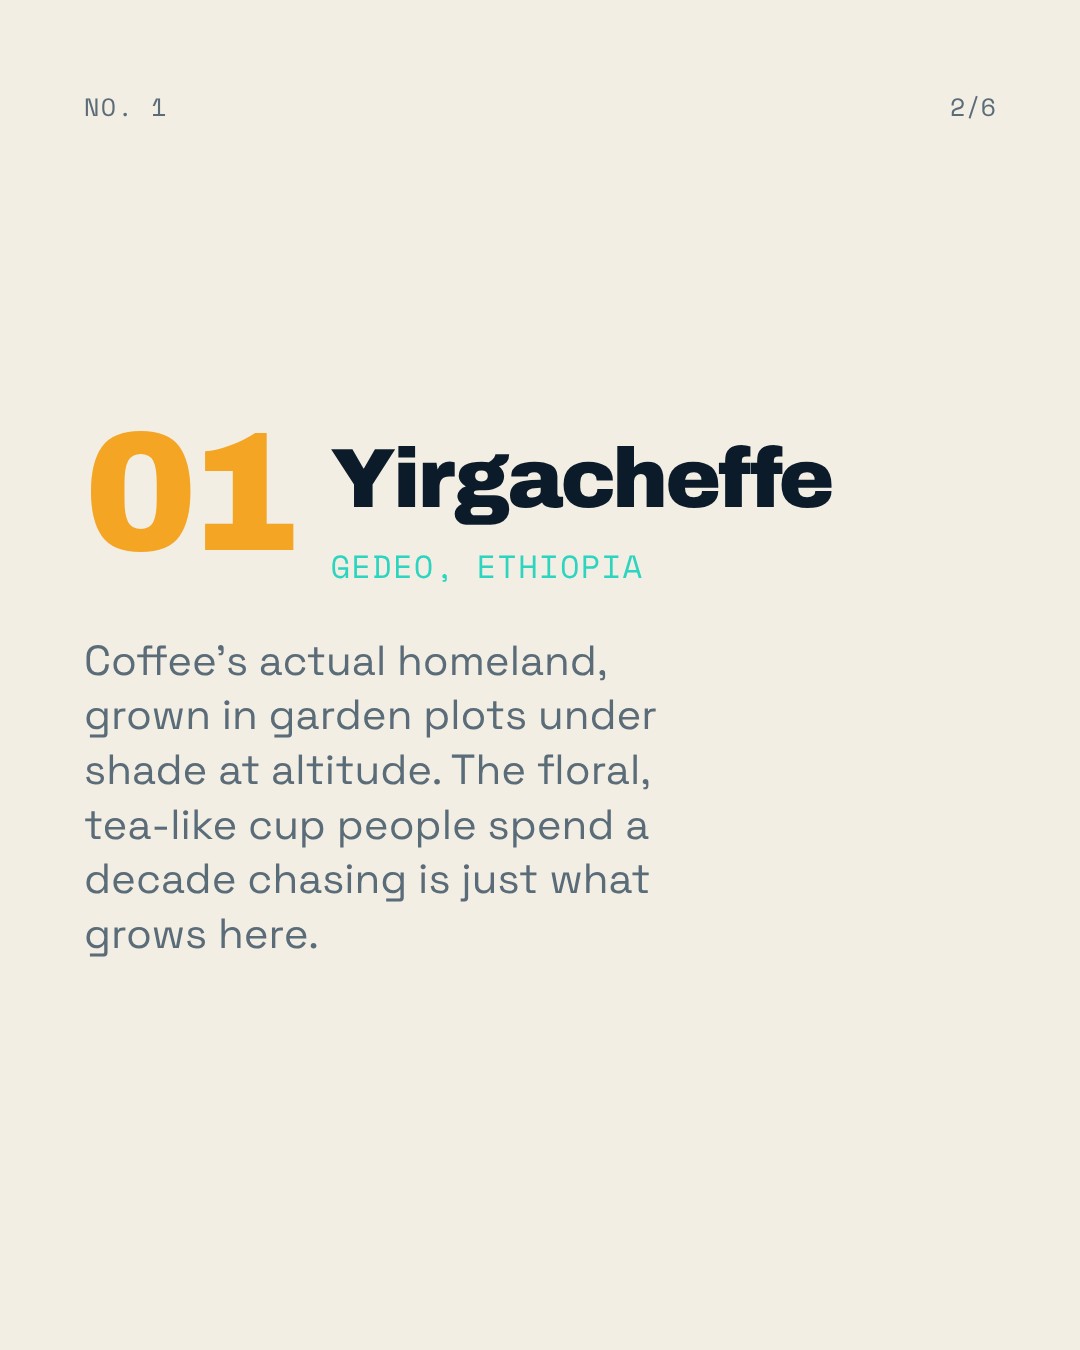 NO. 1
2/6
01
Yirgacheffe
GEDEO, ETHIOPIA
Coffee’s actual homeland,
grown in garden plots under
shade at altitude. The floral,
tea-like cup people spend a
decade chasing is just what
grows here.